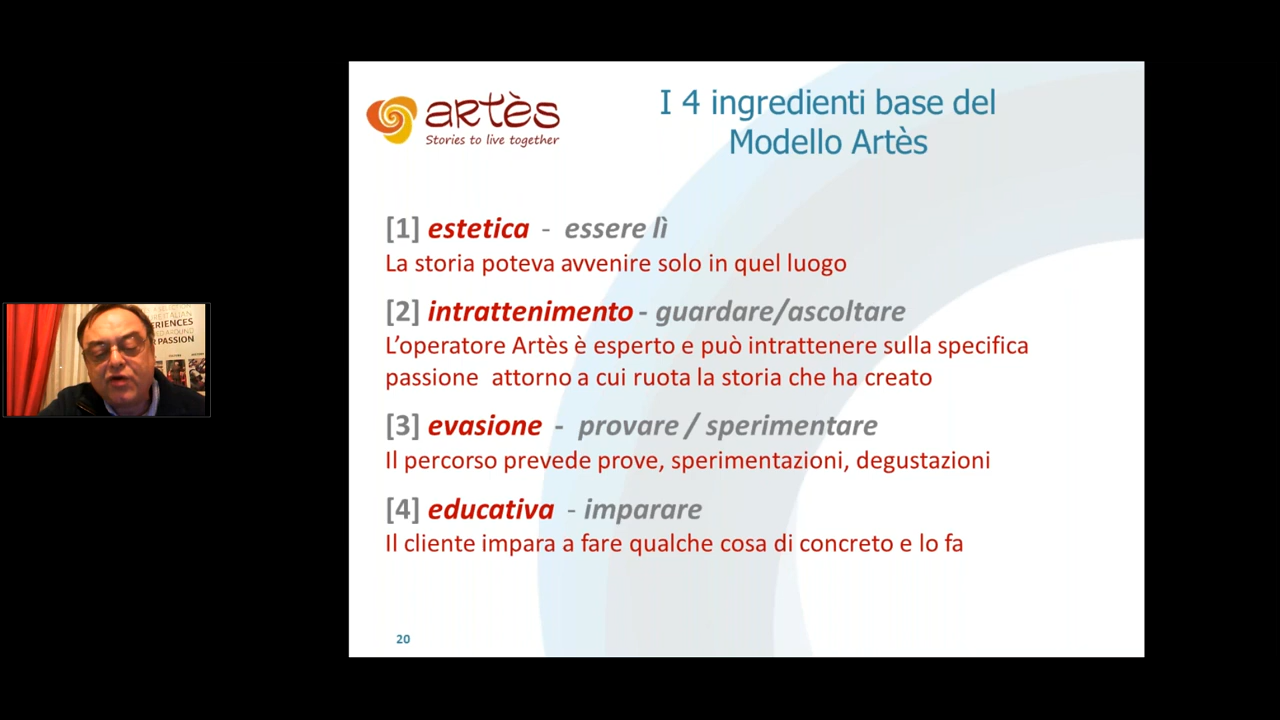 artès
Stories to live together
I 4 ingredienti base del
Modello Artès
[1] estetica - essere lì
La storia poteva avvenire solo in quel luogo
[2] intrattenimento - guardare/ascoltare
L’operatore Artès è esperto e può intrattenere sulla specifica
passione attorno a cui ruota la storia che ha creato
[3] evasione - provare / sperimentare
Il percorso prevede prove, sperimentazioni, degustazioni
[4] educativa - imparare
Il cliente impara a fare qualche cosa di concreto e lo fa
20
PASSION